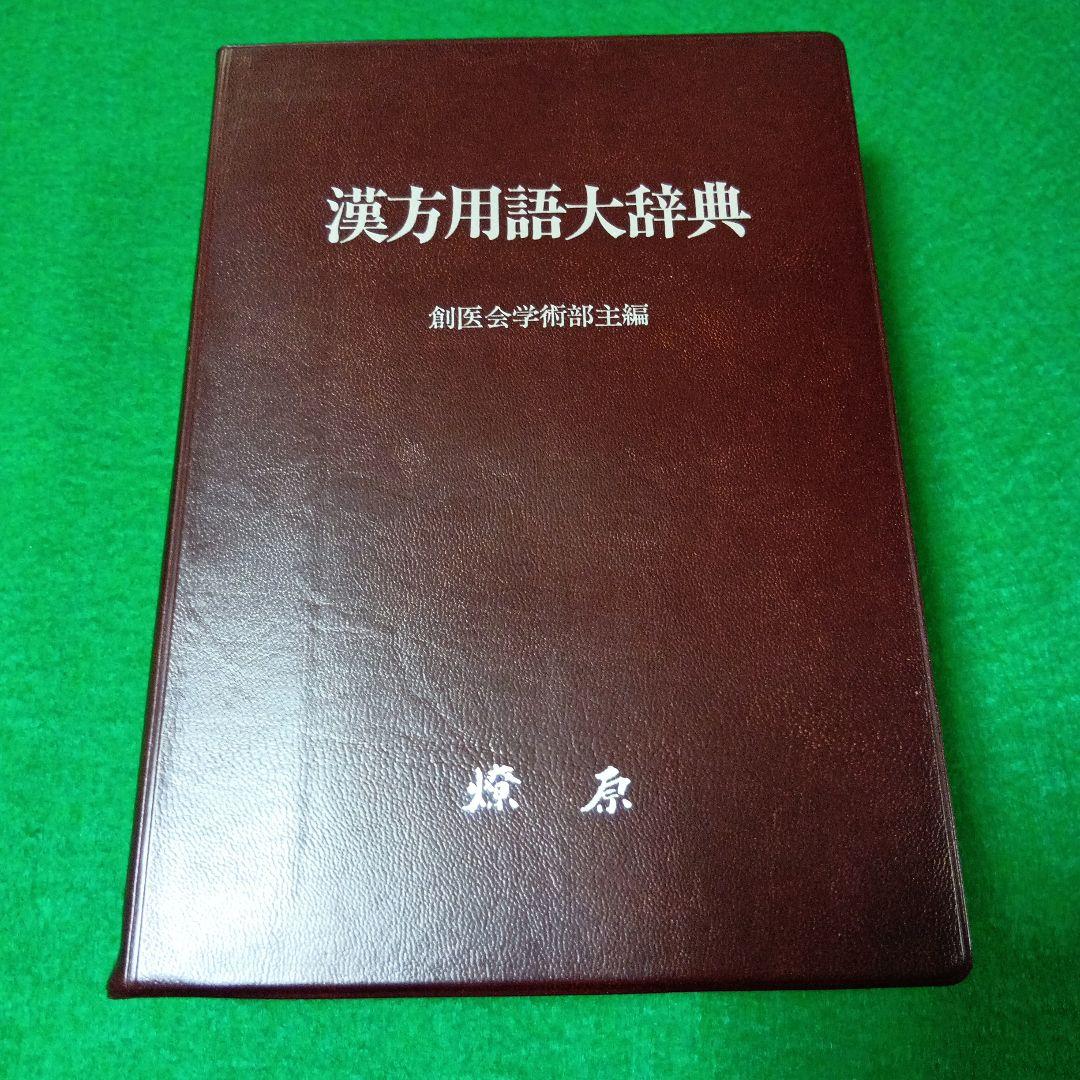 漢方用語大辞典
創医会学術部主編
燎原